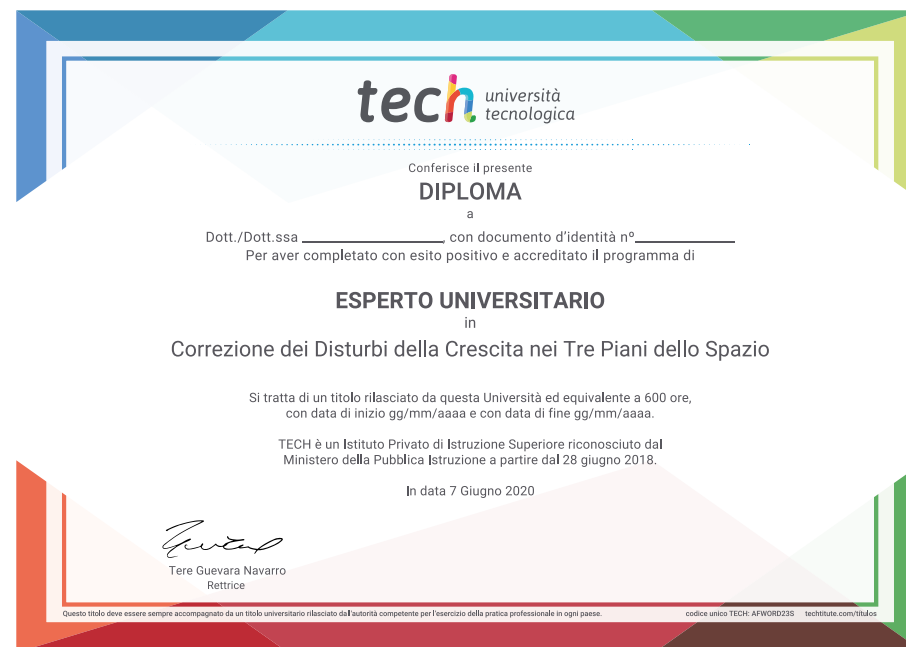 tech università
tecnologica
Conferisce il presente
DIPLOMA
a
Dott./Dott.ssa ________________, con documento d'identità nº____________
Per aver completato con esito positivo e accreditato il programma di
ESPERTO UNIVERSITARIO
in
Correzione dei Disturbi della Crescita nei Tre Piani dello Spazio
Si tratta di un titolo rilasciato da questa Università ed equivalente a 600 ore,
con data di inizio gg/mm/aaaa e con data di fine gg/mm/aaaa.
TECH è un Istituto Privato di Istruzione Superiore riconosciuto dal
Ministero della Pubblica Istruzione a partire dal 28 giugno 2018.
In data 7 Giugno 2020
Tere Guevara Navarro
Rettrice
Questo titolo deve essere sempre accompagnato da un titolo universitario rilasciato dall'autorità competente per l'esercizio della pratica professionale in ogni paese. codice unico TECH: AFWORD23S techtitute.com/titulos